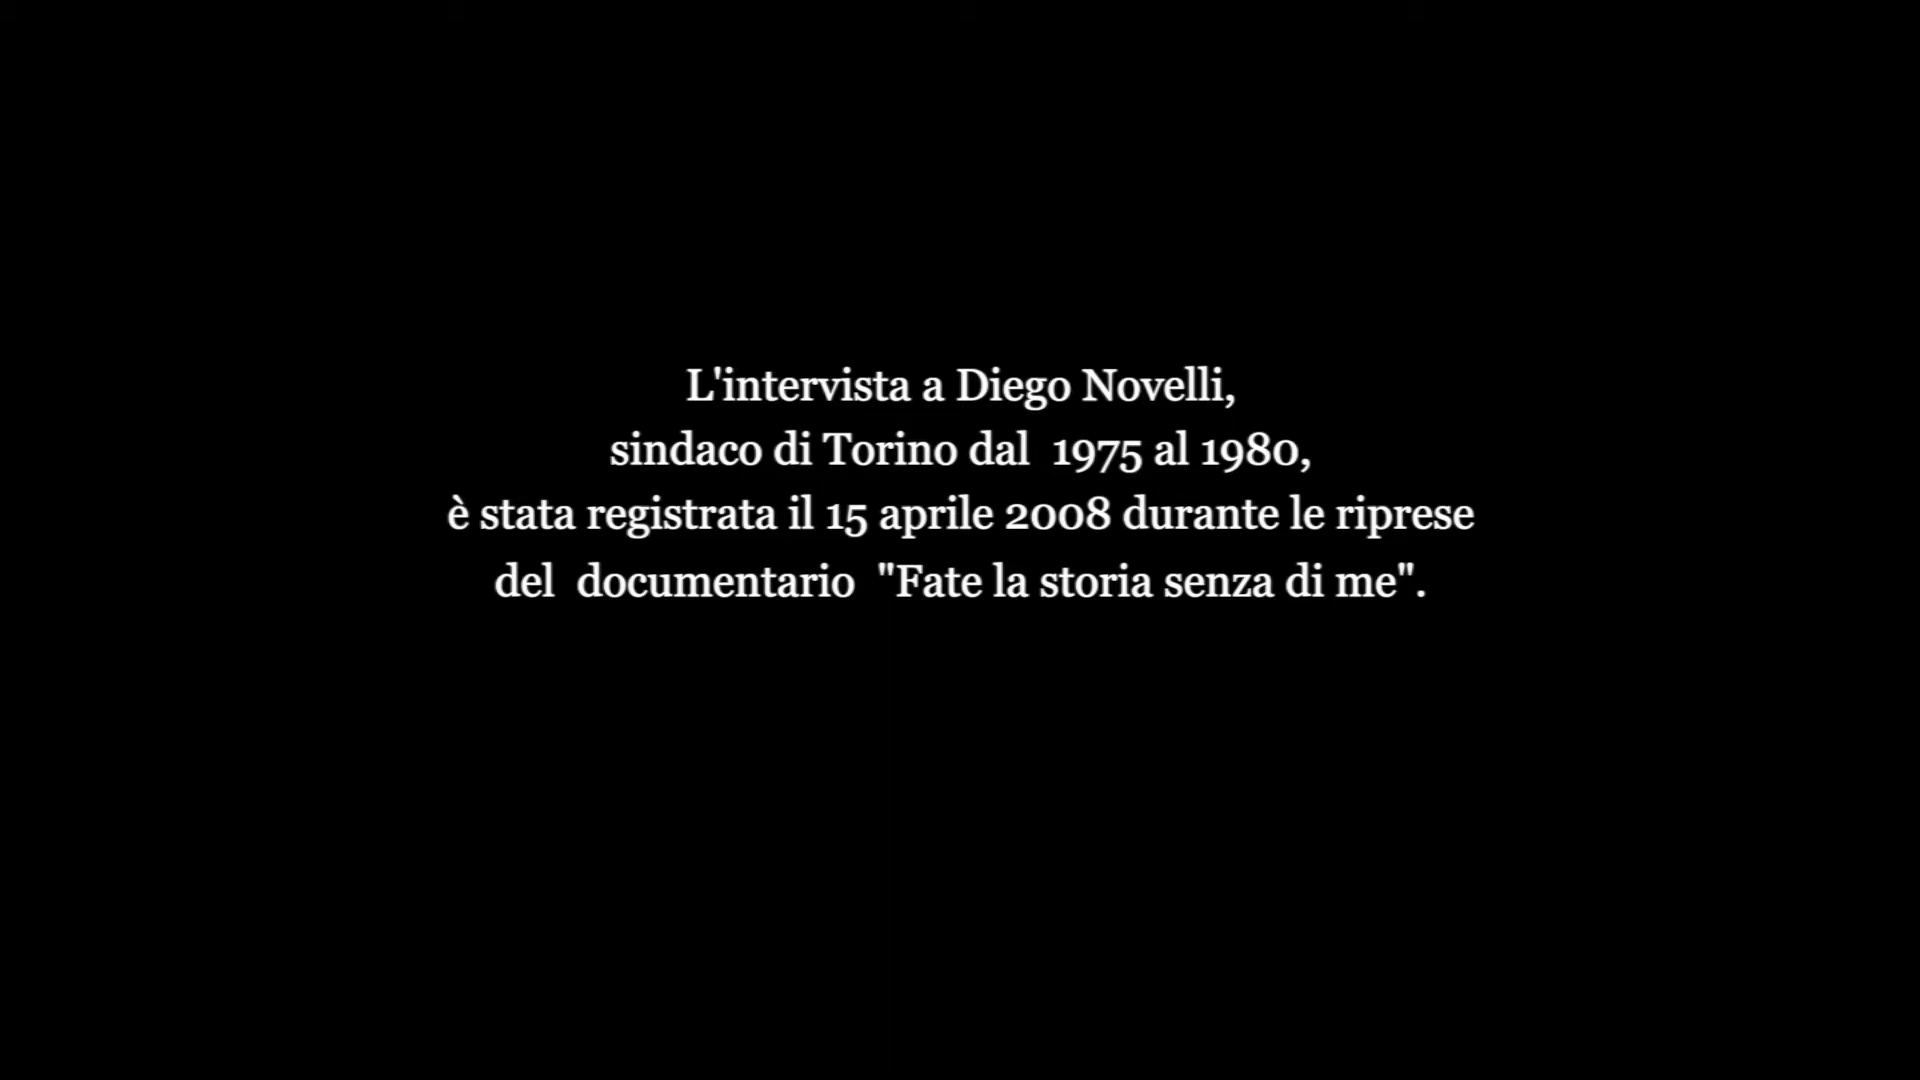 L'intervista a Diego Novelli,
sindaco di Torino dal 1975 al 1980,
è stata registrata il 15 aprile 2008 durante le riprese
del documentario "Fate la storia senza di me".